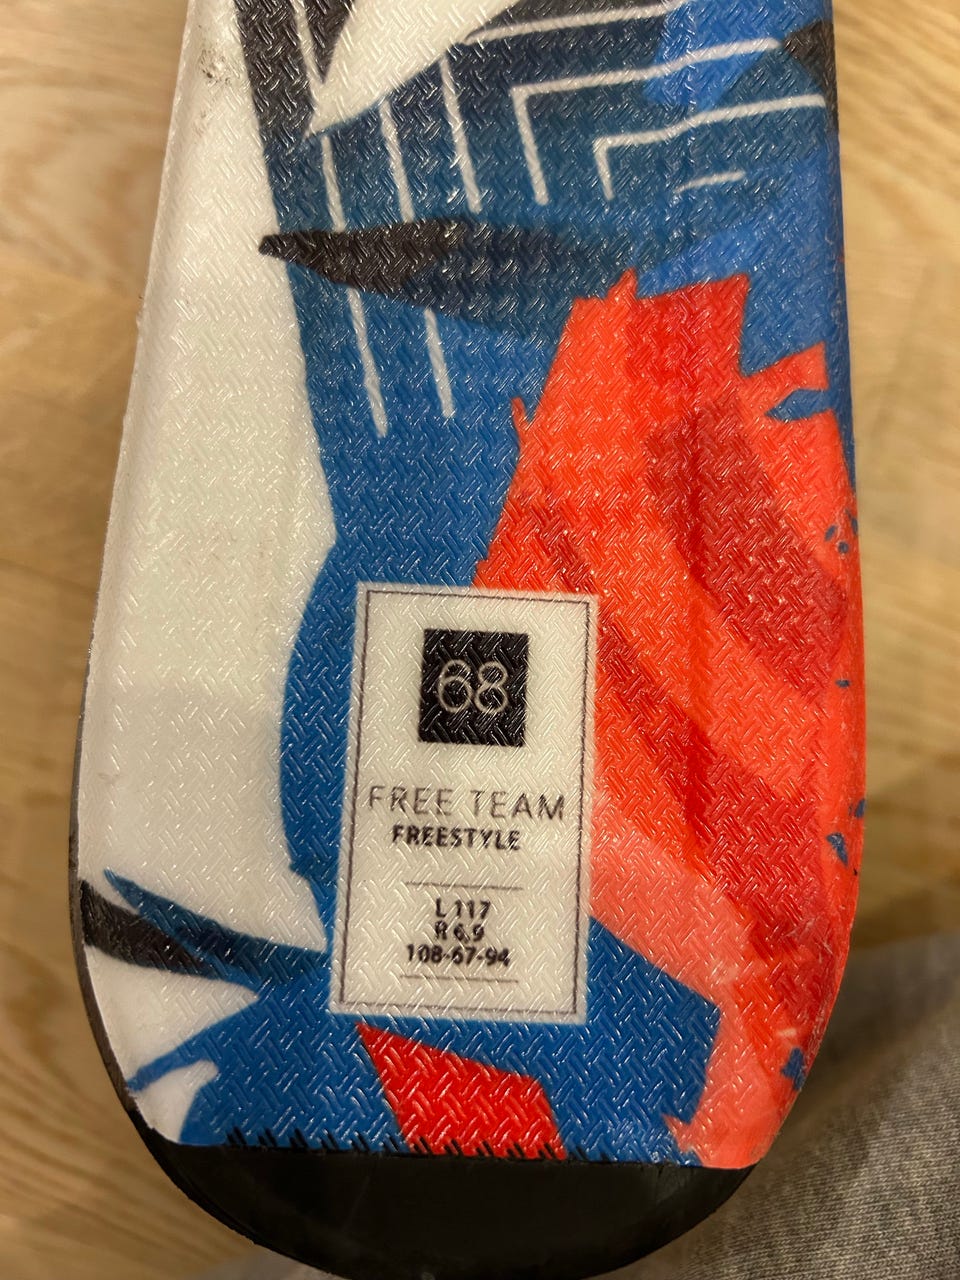 68
FREE TEAM
FREESTYLE
L 117
R 6,9
108-67-94